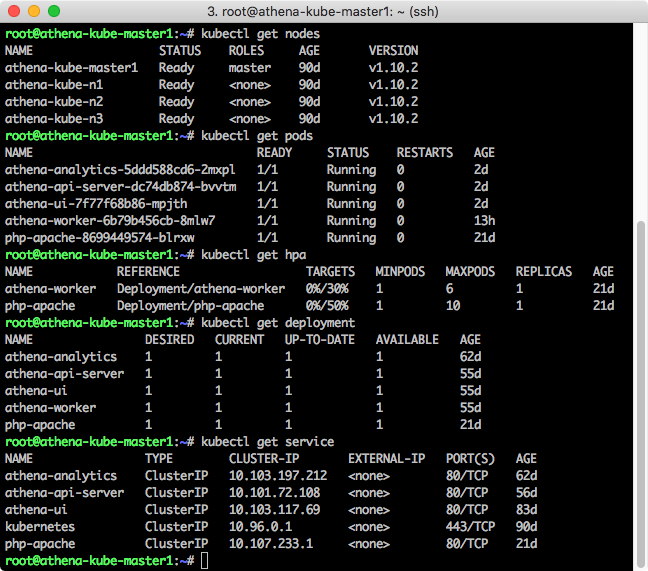 3. root@athena-kube-master1: ~ (ssh)
root@athena-kube-master1:~# kubectl get nodes
NAME STATUS ROLES AGE VERSION
athena-kube-master1 Ready master 90d v1.10.2
athena-kube-n1 Ready <none> 90d v1.10.2
athena-kube-n2 Ready <none> 90d v1.10.2
athena-kube-n3 Ready <none> 90d v1.10.2
root@athena-kube-master1:~# kubectl get pods
NAME READY STATUS RESTARTS AGE
athena-analytics-5ddd588cd6-2mxpl 1/1 Running 0 2d
athena-api-server-dc74db874-bvvtm 1/1 Running 0 2d
athena-ui-7f77f68b86-mpjth 1/1 Running 0 2d
athena-worker-6b79b456cb-8mlw7 1/1 Running 0 13h
php-apache-8699449574-blrxw 1/1 Running 0 21d
root@athena-kube-master1:~# kubectl get hpa
NAME REFERENCE TARGETS MINPODS MAXPODS REPLICAS AGE
athena-worker Deployment/athena-worker 0%/30% 1 6 1 21d
php-apache Deployment/php-apache 0%/50% 1 10 1 21d
root@athena-kube-master1:~# kubectl get deployment
NAME DESIRED CURRENT UP-TO-DATE AVAILABLE AGE
athena-analytics 1 1 1 1 62d
athena-api-server 1 1 1 1 55d
athena-ui 1 1 1 1 55d
athena-worker 1 1 1 1 55d
php-apache 1 1 1 1 21d
root@athena-kube-master1:~# kubectl get service
NAME TYPE CLUSTER-IP EXTERNAL-IP PORT(S) AGE
athena-analytics ClusterIP 10.103.197.212 <none> 80/TCP 62d
athena-api-server ClusterIP 10.101.72.108 <none> 80/TCP 56d
athena-ui ClusterIP 10.103.117.69 <none> 80/TCP 83d
kubernetes ClusterIP 10.96.0.1 <none> 443/TCP 90d
php-apache ClusterIP 10.107.233.1 <none> 80/TCP 21d
root@athena-kube-master1:~#